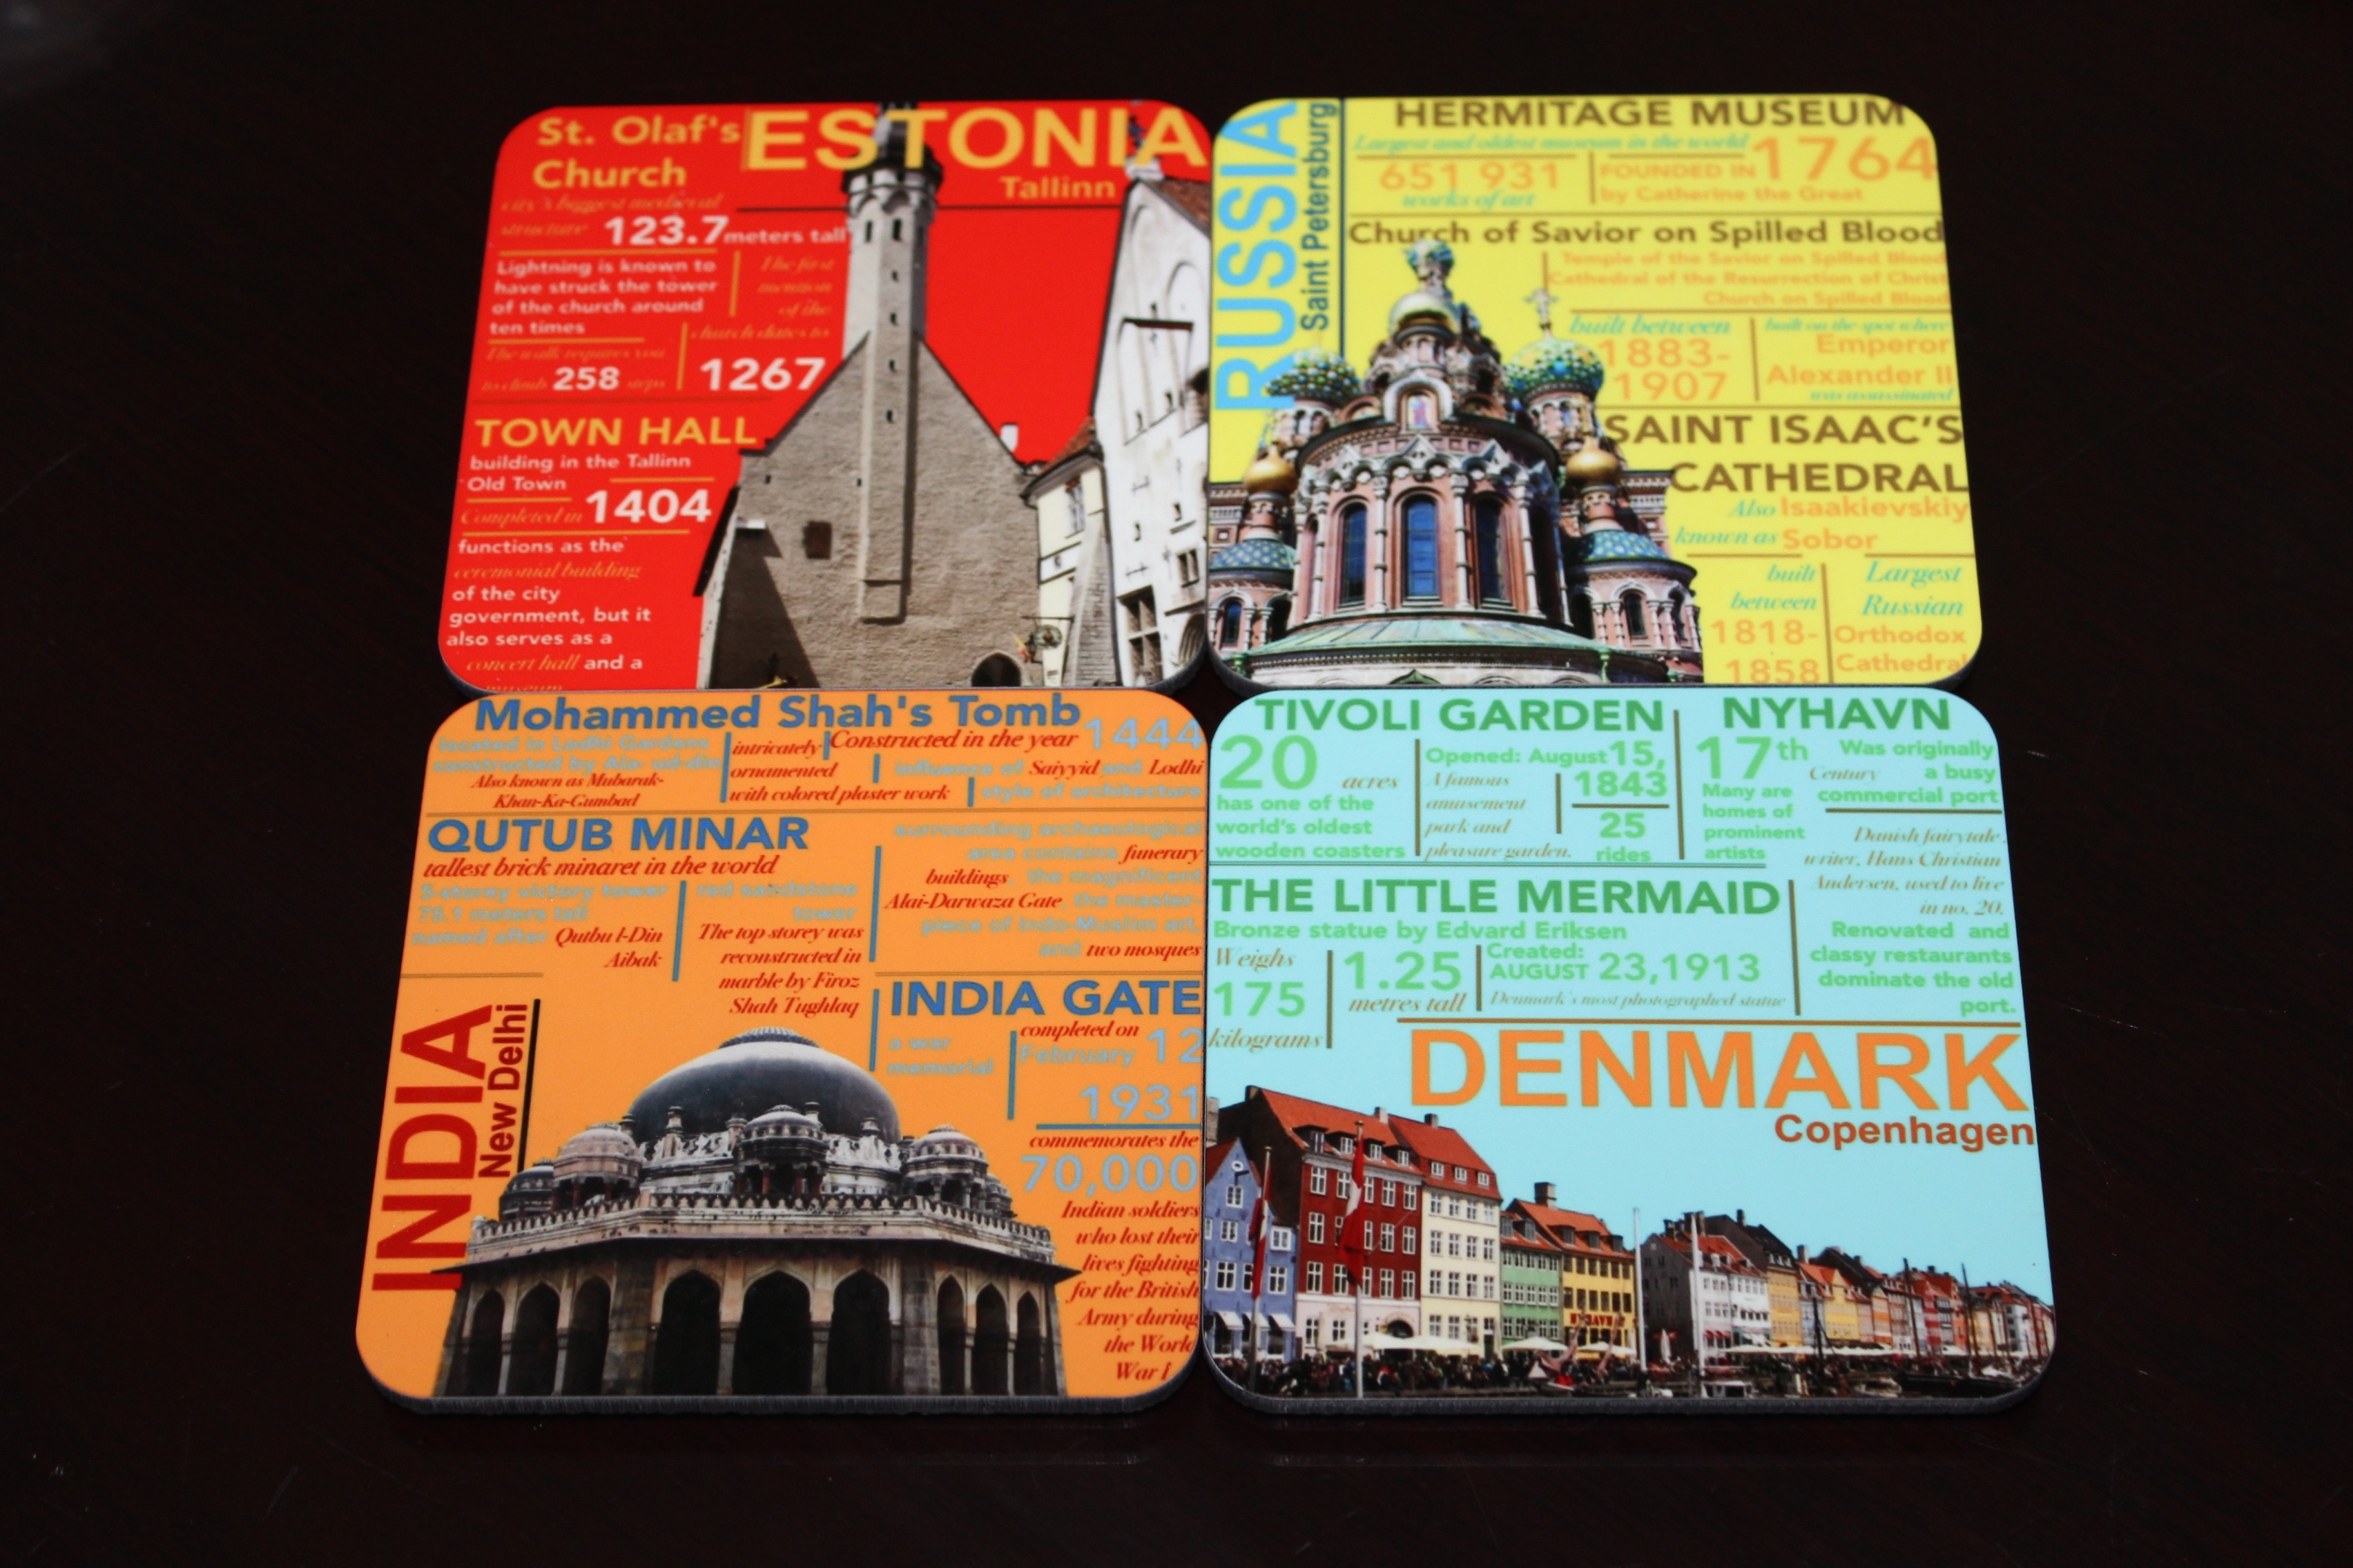 St. Olaf's
Church
city's biggest medieval
structure 123.7 meters tall
Lightning is known to
have struck the tower
of the church around
ten times
The first
mention
of the
church dates to
1267
The walk requires you
to climb 258 steps
ESTONIA
Tallinn
TOWN HALL
building in the Tallinn
Old Town
Completed in 1404
functions as the
ceremonial building
of the city
government, but it
also serves as a
concert hall and a
museum
RUSSIA
Saint Petersburg
HERMITAGE MUSEUM
Largest and oldest museum in the world
651 931
works of art
FOUNDED IN 1764
by Catherine the Great
Church of Savior on Spilled Blood
Temple of the Savior on Spilled Blood
Cathedral of the Resurrection of Christ
Church on Spilled Blood
built between
1883-
1907
built on the spot where
Emperor
Alexander II
was assassinated
SAINT ISAAC'S
CATHEDRAL
Also Isaakievskiy
known as Sobor
built
between
1818-
1858
Largest
Russian
Orthodox
Cathedral
Mohammed Shah's Tomb
located in Lodhi Gardens
constructed by Ala- ud-din
Also known as Mubarak-
Khan-Ka-Gumbad
intricately
ornamented
with colored plaster work
Constructed in the year 1444
influence of Saiyyid and Lodhi
style of architecture
QUTUB MINAR
tallest brick minaret in the world
5-storey victory tower
73.1 meters tall
named after Qutbu l-Din
Aibak
red sandstone
tower
The top storey was
reconstructed in
marble by Firoz
Shah Tughlaq
surrounding archaeological
area contains funerary
buildings, the magnificent
Alai-Darwaza Gate, the master-
piece of Indo-Muslim art,
and two mosques
INDIA
New Delhi
INDIA GATE
a war
memorial
completed on
February 12
1931
commemorates the
70,000
Indian soldiers
who lost their
lives fighting
for the British
Army during
the World
War I
TIVOLI GARDEN
20 acres
has one of the
world's oldest
wooden coasters
Opened: August 15,
1843
A famous
amusement
park and
pleasure garden.
25
rides
NYHAVN
17th
Century
Many are
homes of
prominent
artists
Was originally
a busy
commercial port
Danish fairytale
writer, Hans Christian
Andersen, used to live
in no. 20.
Renovated and
classy restaurants
dominate the old
port.
THE LITTLE MERMAID
Bronze statue by Edvard Eriksen
Weighs
175
kilograms
1.25
metres tall
Created:
AUGUST 23,1913
Denmark's most photographed statue
DENMARK
Copenhagen
NYHAVN